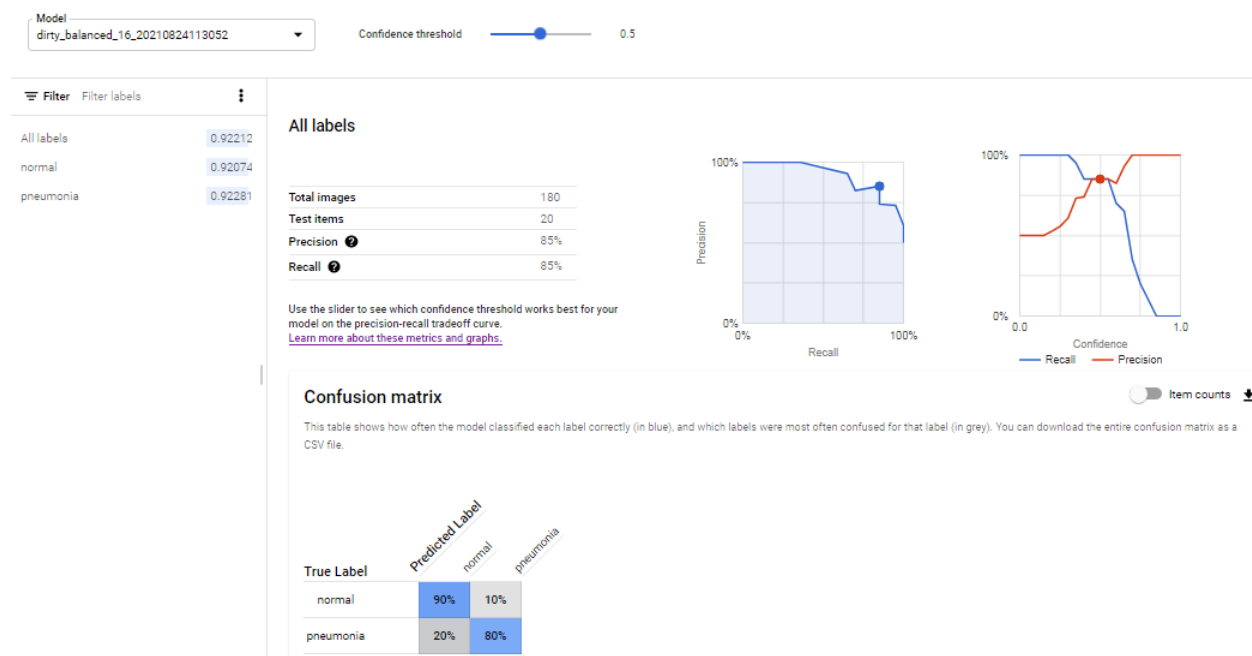 Model
dirty_balanced_16_20210824113052
Confidence threshold
0.5
Filter Filter labels
All labels 0.92212
normal 0.92074
pneumonia 0.92281
All labels
Total images 180
Test items 20
Precision ? 85%
Recall ? 85%
Use the slider to see which confidence threshold works best for your
model on the precision-recall tradeoff curve.
Learn more about these metrics and graphs.
100%
Precision
0%
0%
100%
Recall
100%
0%
0.0
1.0
Confidence
Recall Precision
Confusion matrix
Item counts
This table shows how often the model classified each label correctly (in blue), and which labels were most often confused for that label (in grey). You can download the entire confusion matrix as a
CSV file.
True Label
Predicted Label
normal
pneumonia
normal 90% 10%
pneumonia 20% 80%